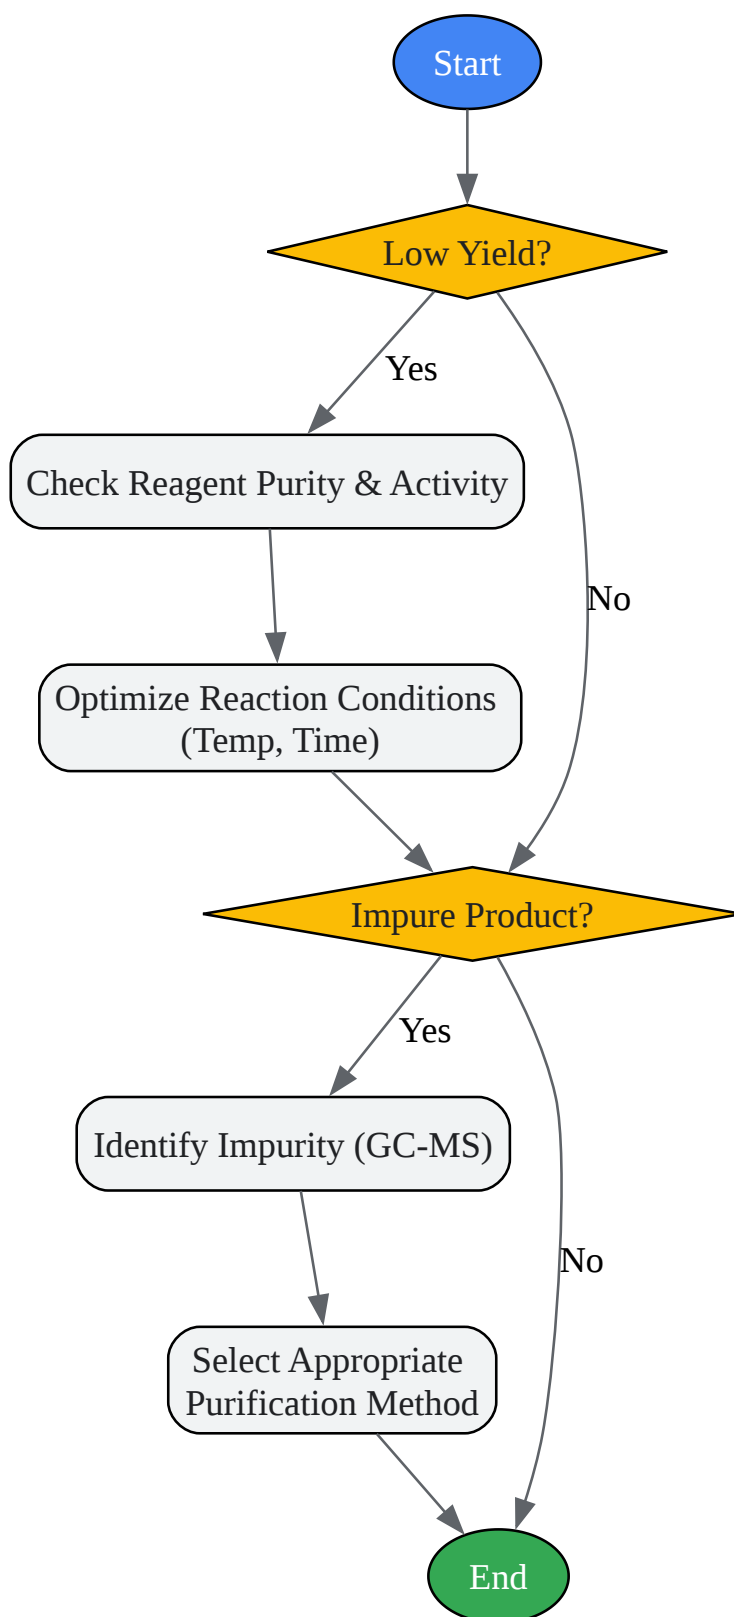 Start
Low Yield?
Yes
Check Reagent Purity & Activity
No
Optimize Reaction Conditions
(Temp, Time)
Impure Product?
Yes
Identify Impurity (GC-MS)
No
Select Appropriate
Purification Method
End